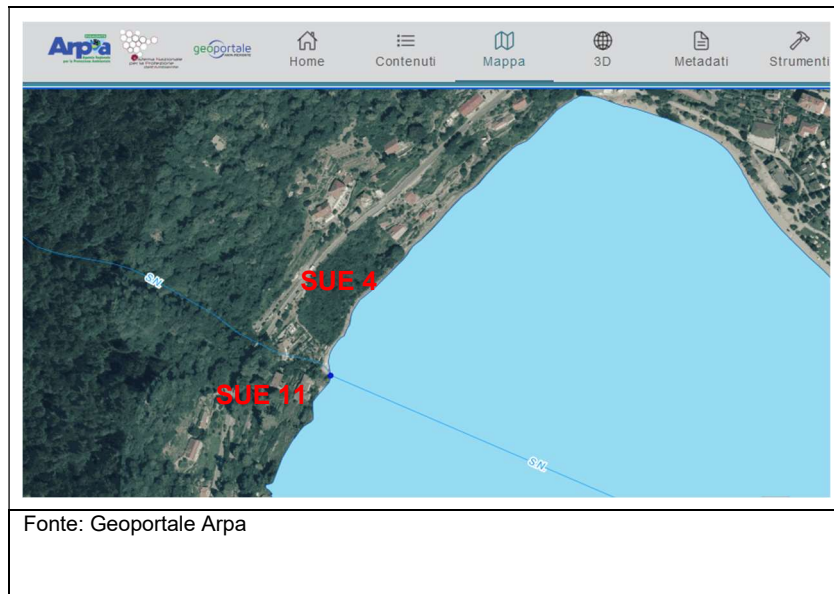 Arpa
geoportale
Home
Contenuti
Mappa
3D
Metadati
Strumenti
S.N.
SUE 4
SUE 11
S.N.
Fonte: Geoportale Arpa